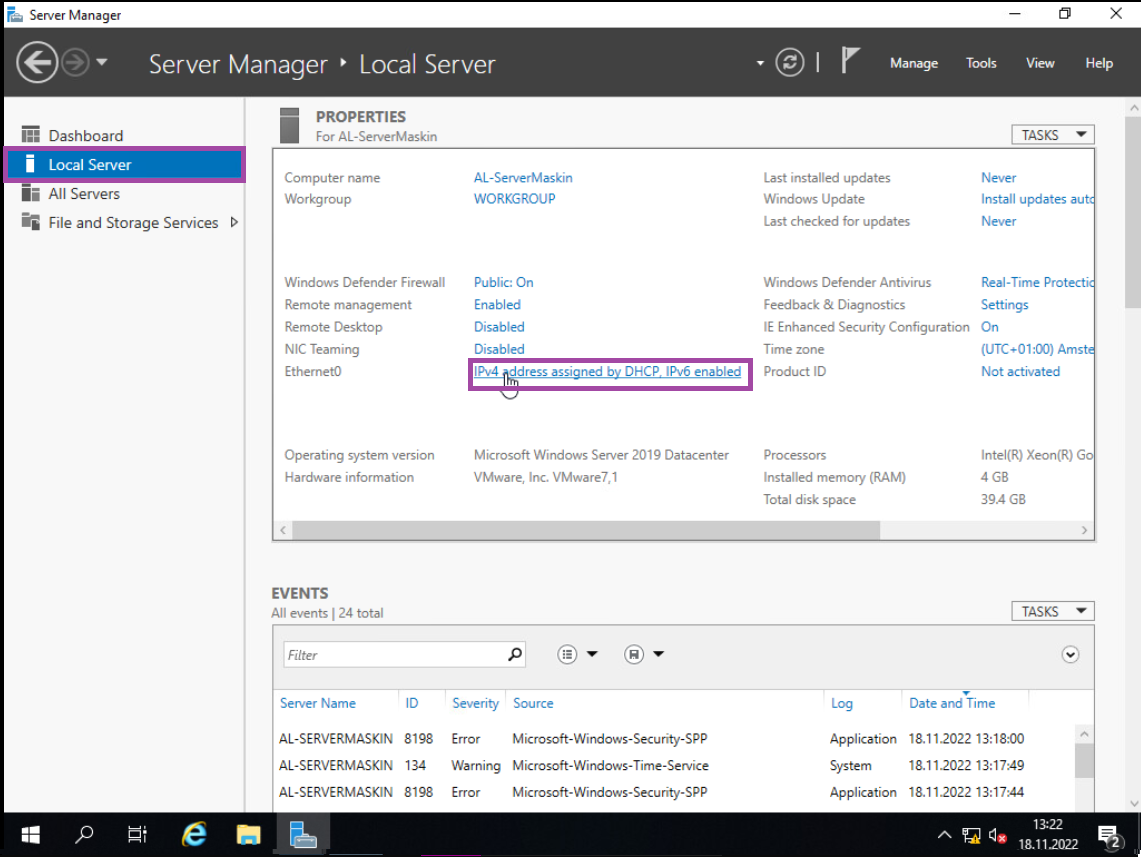 Server Manager
Server Manager ‣ Local Server
Manage Tools View Help
Dashboard
Local Server
All Servers
File and Storage Services
PROPERTIES
For AL-ServerMaskin
TASKS
Computer name AL-ServerMaskin Last installed updates Never
Workgroup WORKGROUP Windows Update Install updates auto
Last checked for updates Never
Windows Defender Firewall Public: On Windows Defender Antivirus Real-Time Protectio
Remote management Enabled Feedback & Diagnostics Settings
Remote Desktop Disabled IE Enhanced Security Configuration On
NIC Teaming Disabled Time zone (UTC+01:00) Amste
Ethernet0 IPv4 address assigned by DHCP, IPv6 enabled Product ID Not activated
Operating system version Microsoft Windows Server 2019 Datacenter Processors Intel(R) Xeon(R) Go
Hardware information VMware, Inc. VMware7,1 Installed memory (RAM) 4 GB
Total disk space 39.4 GB
EVENTS
All events | 24 total
TASKS
Filter
Server Name ID Severity Source Log Date and Time
AL-SERVERMASKIN 8198 Error Microsoft-Windows-Security-SPP Application 18.11.2022 13:18:00
AL-SERVERMASKIN 134 Warning Microsoft-Windows-Time-Service System 18.11.2022 13:17:49
AL-SERVERMASKIN 8198 Error Microsoft-Windows-Security-SPP Application 18.11.2022 13:17:44
13:22
18.11.2022
2